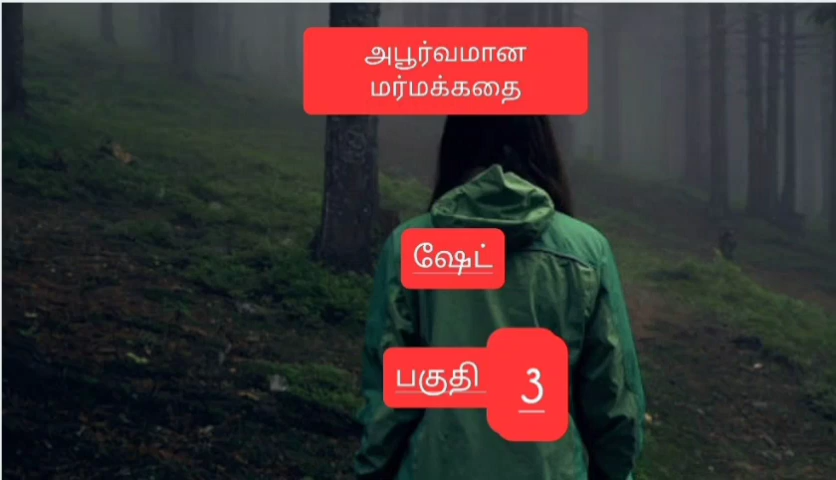 அபூர்வமான
மர்மக்கதை
ஷேட்
பகுதி 3